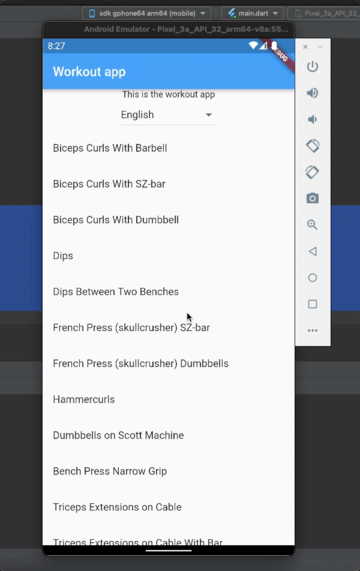 sdk gphone64 arm64 (mobile)
main.dart
Pixel_3a_API_32_
Android Emulator - Pixel_3a_API_32_arm64-v8a:55...
8:27
DEBUG
Workout app
This is the workout app
English
Biceps Curls With Barbell
Biceps Curls With SZ-bar
Biceps Curls With Dumbbell
Dips
Dips Between Two Benches
French Press (skullcrusher) SZ-bar
French Press (skullcrusher) Dumbbells
Hammercurls
Dumbbells on Scott Machine
Bench Press Narrow Grip
Triceps Extensions on Cable
Triceps Extensions on Cable With Bar